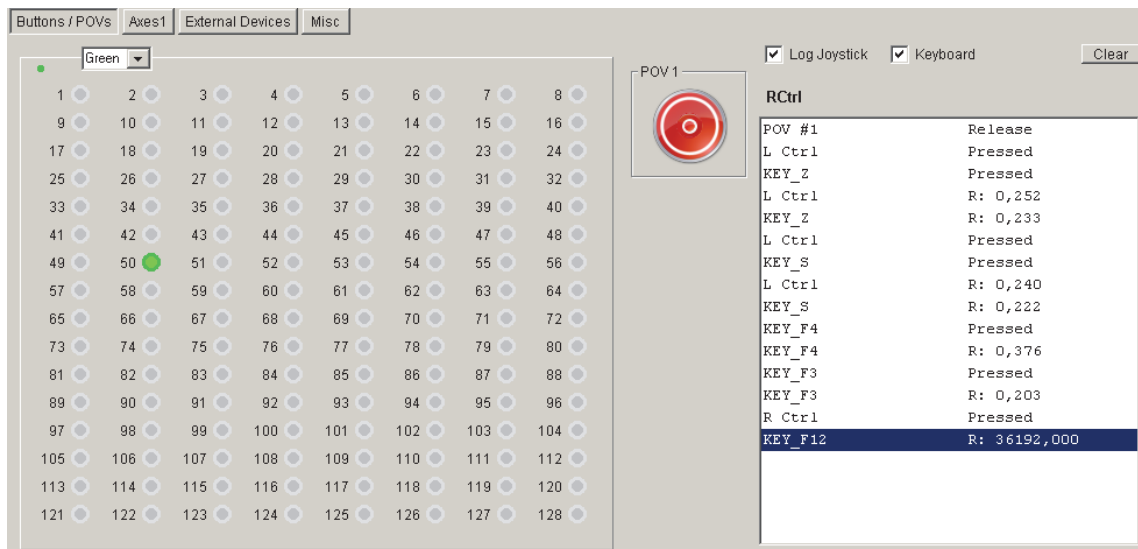 Buttons / POVs Axes1 External Devices Misc
Green
1 2 3 4 5 6 7 8
9 10 11 12 13 14 15 16
17 18 19 20 21 22 23 24
25 26 27 28 29 30 31 32
33 34 35 36 37 38 39 40
41 42 43 44 45 46 47 48
49 50 51 52 53 54 55 56
57 58 59 60 61 62 63 64
65 66 67 68 69 70 71 72
73 74 75 76 77 78 79 80
81 82 83 84 85 86 87 88
89 90 91 92 93 94 95 96
97 98 99 100 101 102 103 104
105 106 107 108 109 110 111 112
113 114 115 116 117 118 119 120
121 122 123 124 125 126 127 128
POV 1
Log Joystick Keyboard Clear
RCtrl
POV #1 Release
L Ctrl Pressed
KEY_Z Pressed
L Ctrl R: 0,252
KEY_Z R: 0,233
L Ctrl Pressed
KEY_S Pressed
L Ctrl R: 0,240
KEY_S R: 0,222
KEY_F4 Pressed
KEY_F4 R: 0,376
KEY_F3 Pressed
KEY_F3 R: 0,203
R Ctrl Pressed
KEY_F12 R: 36192,000